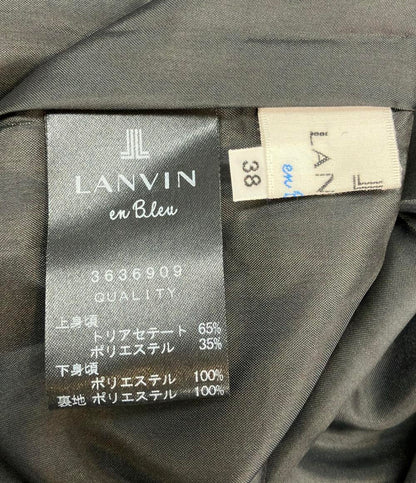 LANVIN
en Bleu
3636909
QUALITY
上身頃
トリアセテート 65%
ポリエステル 35%
下身頃
ポリエステル 100%
裏地 ポリエステル 100%
38
LAN
en